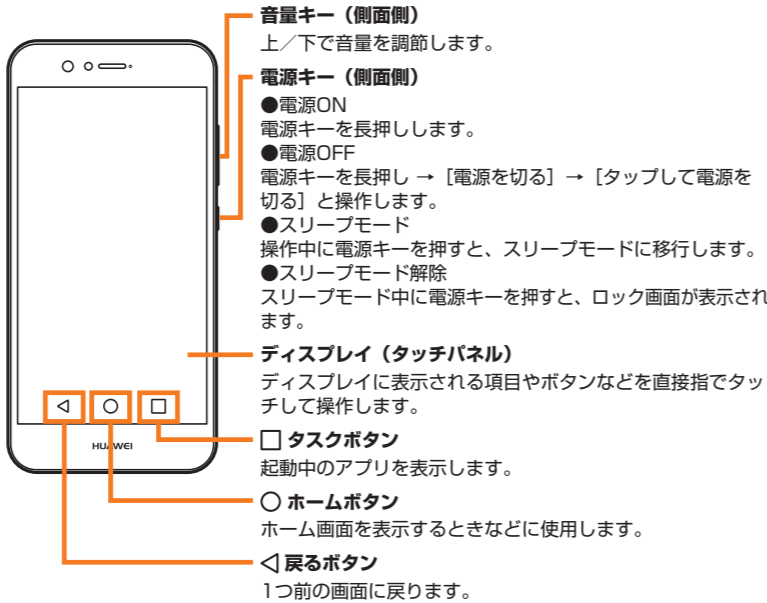 音量キー（側面側）
上／下で音量を調節します。
電源キー（側面側）
●電源ON
電源キーを長押しします。
●電源OFF
電源キーを長押し → ［電源を切る］→［タップして電源を
切る］と操作します。
●スリープモード
操作中に電源キーを押すと、スリープモードに移行します。
●スリープモード解除
スリープモード中に電源キーを押すと、ロック画面が表示され
ます。
ディスプレイ（タッチパネル）
ディスプレイに表示される項目やボタンなどを直接指でタッ
チして操作します。
HUAWEI
□ タスクボタン
起動中のアプリを表示します。
○ ホームボタン
ホーム画面を表示するときなどに使用します。
◁ 戻るボタン
1つ前の画面に戻ります。